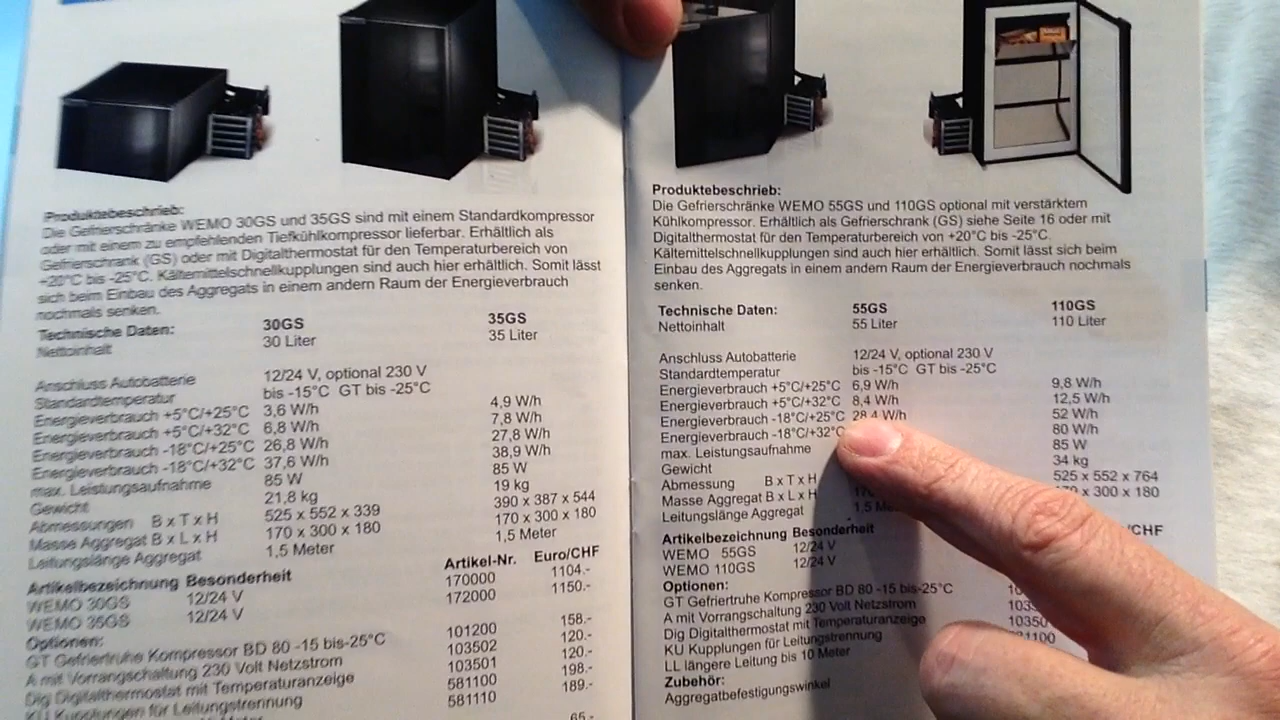 Produktebeschrieb:
Die Gefrierschränke WEMO 30GS und 35GS sind mit einem Standardkompressor
oder mit einem zu empfehlenden Tiefkühlkompressor lieferbar. Erhältlich als
Gefrierschrank (GS) oder mit Digitalthermostat für den Temperaturbereich von
+20°C bis -25°C. Kältemittelschnellkupplungen sind auch hier erhältlich. Somit lässt
sich beim Einbau des Aggregats in einem andern Raum der Energieverbrauch
nochmals senken.
Technische Daten: 30GS 35GS
Nettoinhalt 30 Liter 35 Liter
Anschluss Autobatterie 12/24 V, optional 230 V
Standardtemperatur bis -15°C GT bis -25°C
Energieverbrauch +5°C/+25°C 3,6 W/h 4,9 W/h
Energieverbrauch +5°C/+32°C 6,8 W/h 7,8 W/h
Energieverbrauch -18°C/+25°C 26,8 W/h 27,8 W/h
Energieverbrauch -18°C/+32°C 37,6 W/h 38,9 W/h
max. Leistungsaufnahme 85 W 85 W
Gewicht 21,8 kg 19 kg
Abmessungen B x T x H 525 x 552 x 339 390 x 387 x 544
Masse Aggregat B x L x H 170 x 300 x 180 170 x 300 x 180
Leitungslänge Aggregat 1,5 Meter 1,5 Meter
Artikelbezeichnung Besonderheit Artikel-Nr. Euro/CHF
WEMO 30GS 12/24 V 170000 1104.-
WEMO 35GS 12/24 V 172000 1150.-
Optionen:
GT Gefriertruhe Kompressor BD 80 -15 bis-25°C 101200 158.-
A mit Vorrangschaltung 230 Volt Netzstrom 103502 120.-
Dig Digitalthermostat mit Temperaturanzeige 103501 120.-
KU Kupplungen für Leitungstrennung 581100 198.-
581110 189.-
65.-
Produktebeschrieb:
Die Gefrierschränke WEMO 55GS und 110GS optional mit verstärktem
Kühlkompressor. Erhältlich als Gefrierschrank (GS) siehe Seite 16 oder mit
Digitalthermostat für den Temperaturbereich von +20°C bis -25°C.
Kältemittelschnellkupplungen sind auch hier erhältlich. Somit lässt sich beim
Einbau des Aggregats in einem andern Raum der Energieverbrauch nochmals
senken.
Technische Daten: 55GS 110GS
Nettoinhalt 55 Liter 110 Liter
Anschluss Autobatterie 12/24 V, optional 230 V
Standardtemperatur bis -15°C GT bis -25°C
Energieverbrauch +5°C/+25°C 6,9 W/h 9,8 W/h
Energieverbrauch +5°C/+32°C 8,4 W/h 12,5 W/h
Energieverbrauch -18°C/+25°C 28,4 W/h 52 W/h
Energieverbrauch -18°C/+32°C 80 W/h
max. Leistungsaufnahme 85 W
Gewicht 34 kg
Abmessung B x T x H 525 x 552 x 764
Masse Aggregat B x L x H 170 x 300 x 180
Leitungslänge Aggregat 1,5
Artikelbezeichnung Besonderheit /CHF
WEMO 55GS 12/24 V
WEMO 110GS 12/24 V
Optionen:
GT Gefriertruhe Kompressor BD 80 -15 bis-25°C
A mit Vorrangschaltung 230 Volt Netzstrom
Dig Digitalthermostat mit Temperaturanzeige
KU Kupplungen für Leitungstrennung
LL längere Leitung bis 10 Meter
Zubehör:
Aggregatbefestigungswinkel